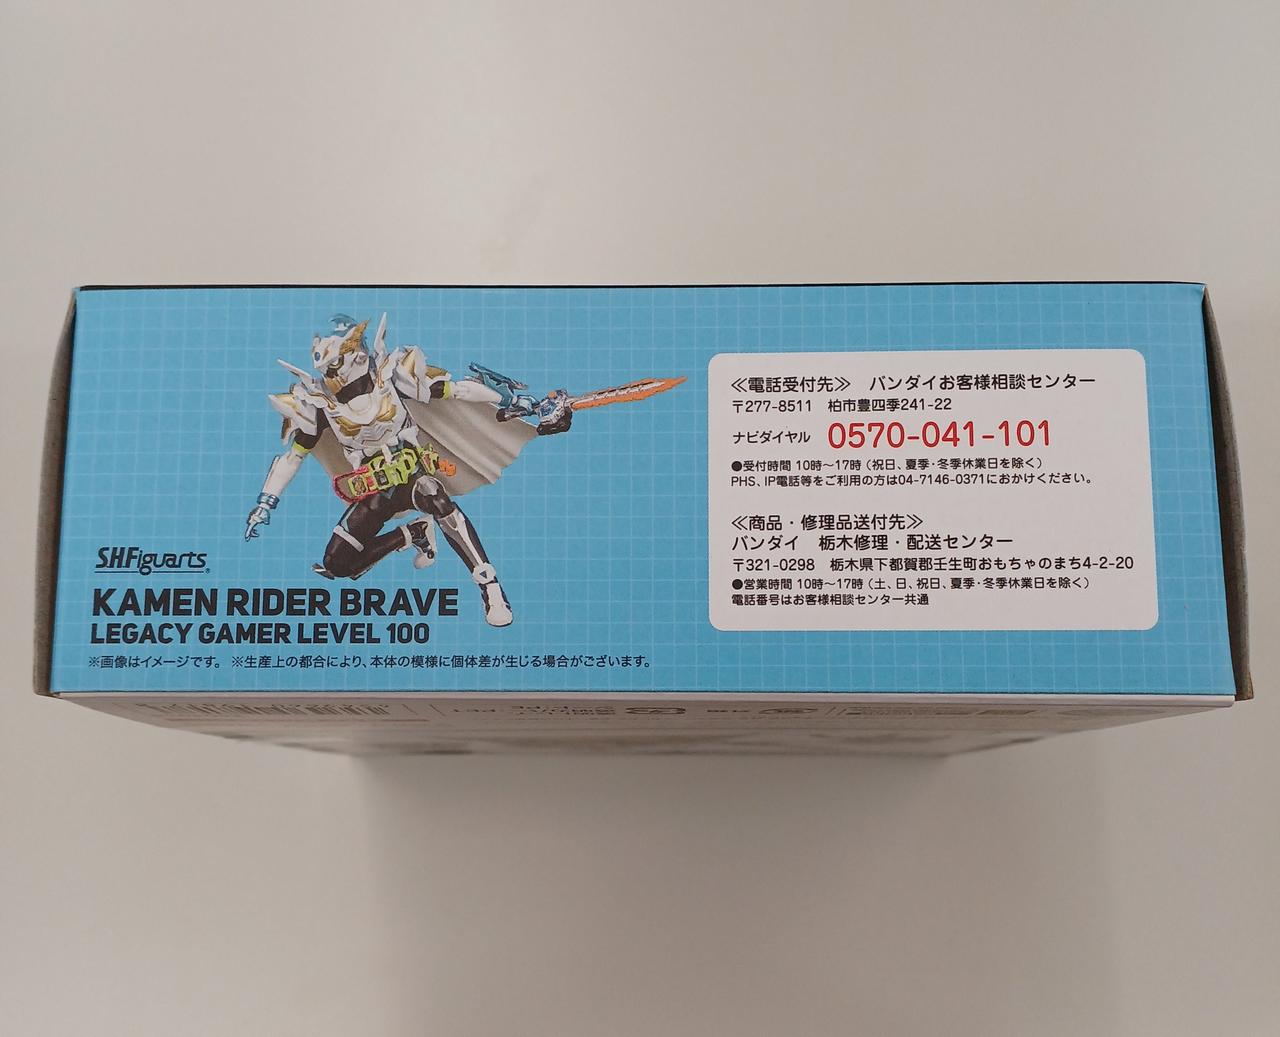 S.H.Figuarts
KAMEN RIDER BRAVE
LEGACY GAMER LEVEL 100
※画像はイメージです。 ※生産上の都合により、本体の模様に個体差が生じる場合がございます。
≪電話受付先≫ バンダイお客様相談センター
〒277-8511 柏市豊四季241-22
ナビダイヤル 0570-041-101
●受付時間 10時〜17時（祝日、夏季・冬季休業日を除く）
PHS、IP電話等をご利用の方は04-7146-0371におかけください。
≪商品・修理品送付先≫
バンダイ 栃木修理・配送センター
〒321-0298 栃木県下都賀郡壬生町おもちゃのまち4-2-20
●営業時間 10時〜17時（土、日、祝日、夏季・冬季休業日を除く）
電話番号はお客様相談センター共通